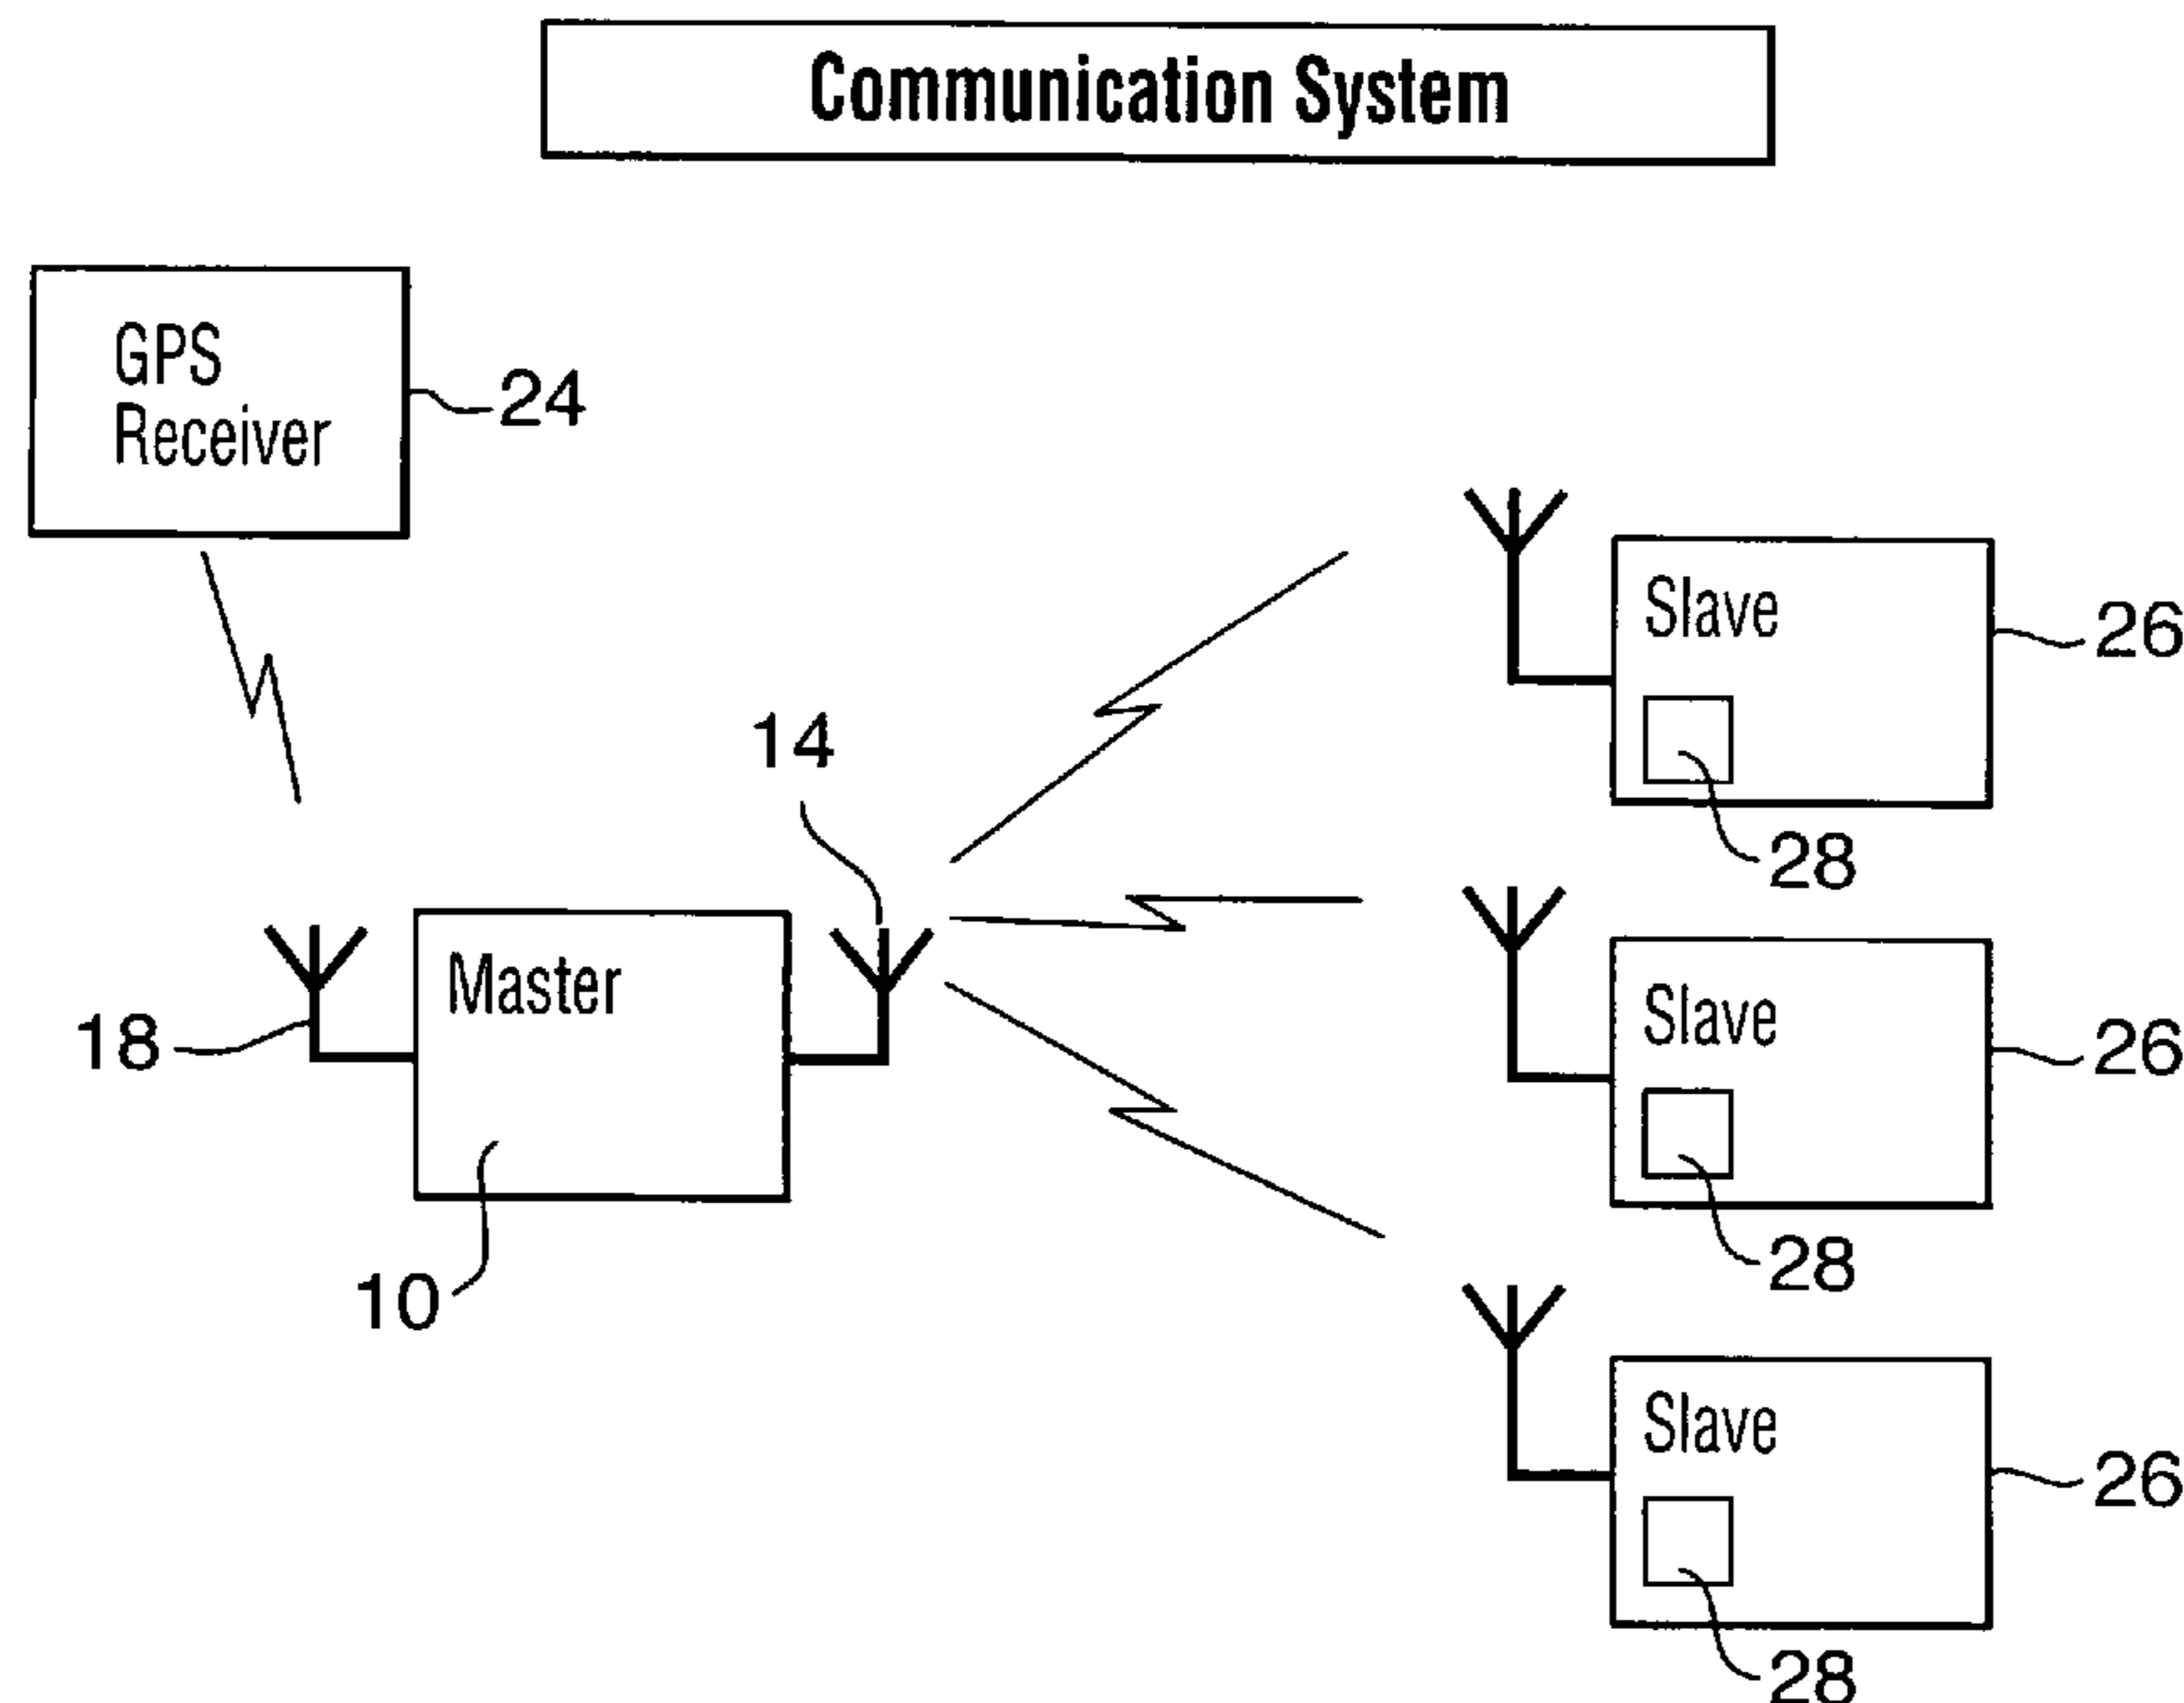 Communication System
GPS
Receiver
24
14
Slave
26
28
Master
18
10
Slave
26
28
Slave
26
28